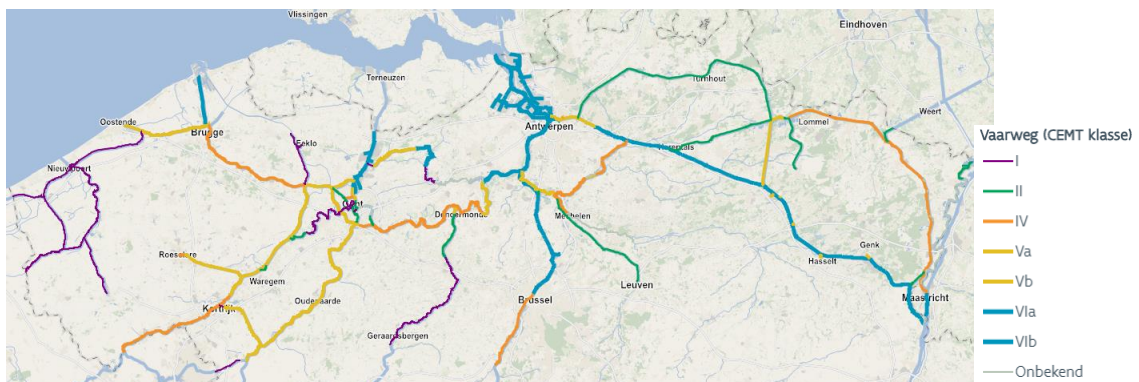 Vlissingen
Eindhoven
Terneuzen
Turnhout
Weert
Oostende
Brugge
Antwerpen
Lommel
Eeklo
Herentals
Nieuwpoort
Gent
Dendermonde
Mechelen
Roeselare
Genk
Hasselt
Waregem
Leuven
Oudenaarde
Brussel
Maastricht
Kortrijk
Geraardsbergen
Vaarweg (CEMT klasse)
I
II
IV
Va
Vb
VIa
VIb
Onbekend